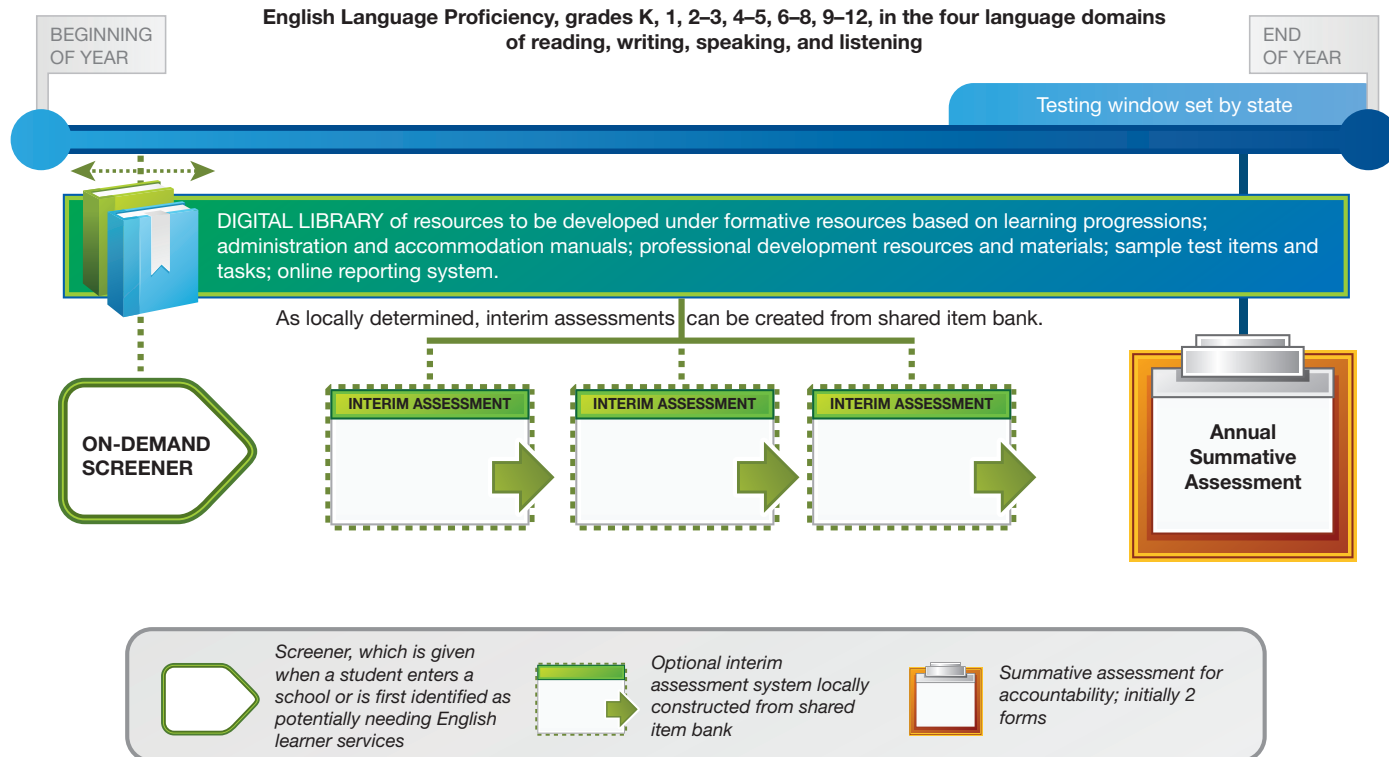 English Language Proficiency, grades K, 1, 2–3, 4–5, 6–8, 9–12, in the four language domains
of reading, writing, speaking, and listening
BEGINNING
OF YEAR
END
OF YEAR
Testing window set by state
DIGITAL LIBRARY of resources to be developed under formative resources based on learning progressions;
administration and accommodation manuals; professional development resources and materials; sample test items and
tasks; online reporting system.
As locally determined, interim assessments can be created from shared item bank.
ON-DEMAND
SCREENER
INTERIM ASSESSMENT
INTERIM ASSESSMENT
INTERIM ASSESSMENT
Annual
Summative
Assessment
Screener, which is given
when a student enters a
school or is first identified as
potentially needing English
learner services
Optional interim
assessment system locally
constructed from shared
item bank
Summative assessment for
accountability; initially 2
forms